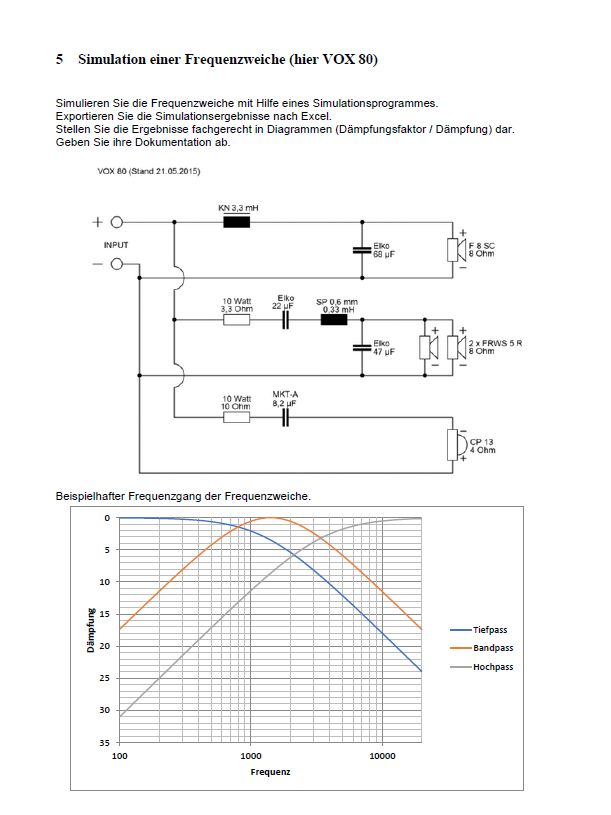 5 Simulation einer Frequenzweiche (hier VOX 80)
Simulieren Sie die Frequenzweiche mit Hilfe eines Simulationsprogrammes.
Exportieren Sie die Simulationsergebnisse nach Excel.
Stellen Sie die Ergebnisse fachgerecht in Diagrammen (Dämpfungsfaktor / Dämpfung) dar.
Geben Sie ihre Dokumentation ab.
VOX 80 (Stand 21.05.2015)
KN 3,3 mH
+
INPUT
−
Elko
68 µF
+
F 8 SC
8 Ohm
−
10 Watt
3,3 Ohm
Elko
22 µF
SP 0,6 mm
0,33 mH
Elko
47 µF
+ +
2 x FRWS 5 R
8 Ohm
− −
10 Watt
10 Ohm
MKT-A
8,2 µF
−
CP 13
4 Ohm
+
Beispielhafter Frequenzgang der Frequenzweiche.
0
5
10
15
20
25
30
35
Dämpfung
100 1000 10000
Frequenz
Tiefpass
Bandpass
Hochpass